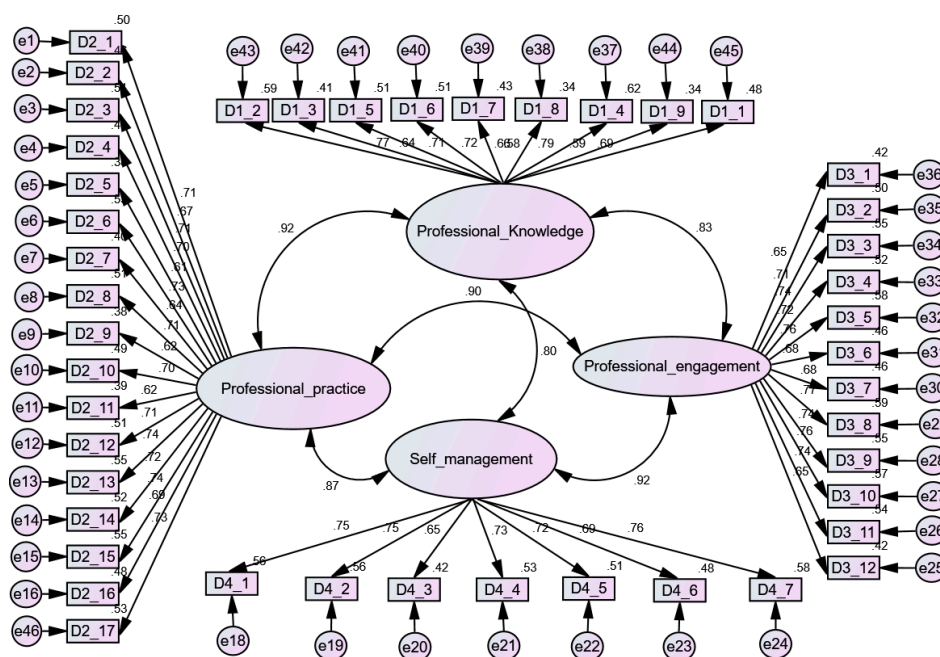 .50
e1 D2_1
e2 D2_2
e3 D2_3
e4 D2_4
e5 D2_5
.53
e6 D2_6
.40
e7 D2_7
.51
e8 D2_8
.38
e9 D2_9
.49
e10 D2_10
.39
e11 D2_11
.51
e12 D2_12
.55
e13 D2_13
.52
e14 D2_14
.55
e15 D2_15
.48
e16 D2_16
.53
e46 D2_17
.71
.67
.71
.70
.61
.73
.64
.71
.62
.70
.62
.71
.74
.72
.74
.69
.73
e43 e42 e41 e40 e39 e38 e37 e44 e45
.59 .41 .51 .51 .43 .34 .62 .34 .48
D1_2 D1_3 D1_5 D1_6 D1_7 D1_8 D1_4 D1_9 D1_1
.77 .64 .71 .72 .66 .58 .79 .59 .69
Professional_Knowledge
.92
.83
.90
.80
Professional_practice
Professional_engagement
Self_management
.87
.92
.75 .75 .65 .73 .72 .69 .76
.56 .56 .42 .53 .51 .48 .58
D4_1 D4_2 D4_3 D4_4 D4_5 D4_6 D4_7
e18 e19 e20 e21 e22 e23 e24
.65
.71
.74
.72
.76
.68
.68
.77
.74
.76
.74
.65
.42
D3_1 e36
.50
D3_2 e35
.55
D3_3 e34
.52
D3_4 e33
.58
D3_5 e32
.46
D3_6
.46
D3_7 e30
.59
D3_8
.55
D3_9 e28
.57
D3_10 e27
.54
D3_11 e26
.42
D3_12 e25